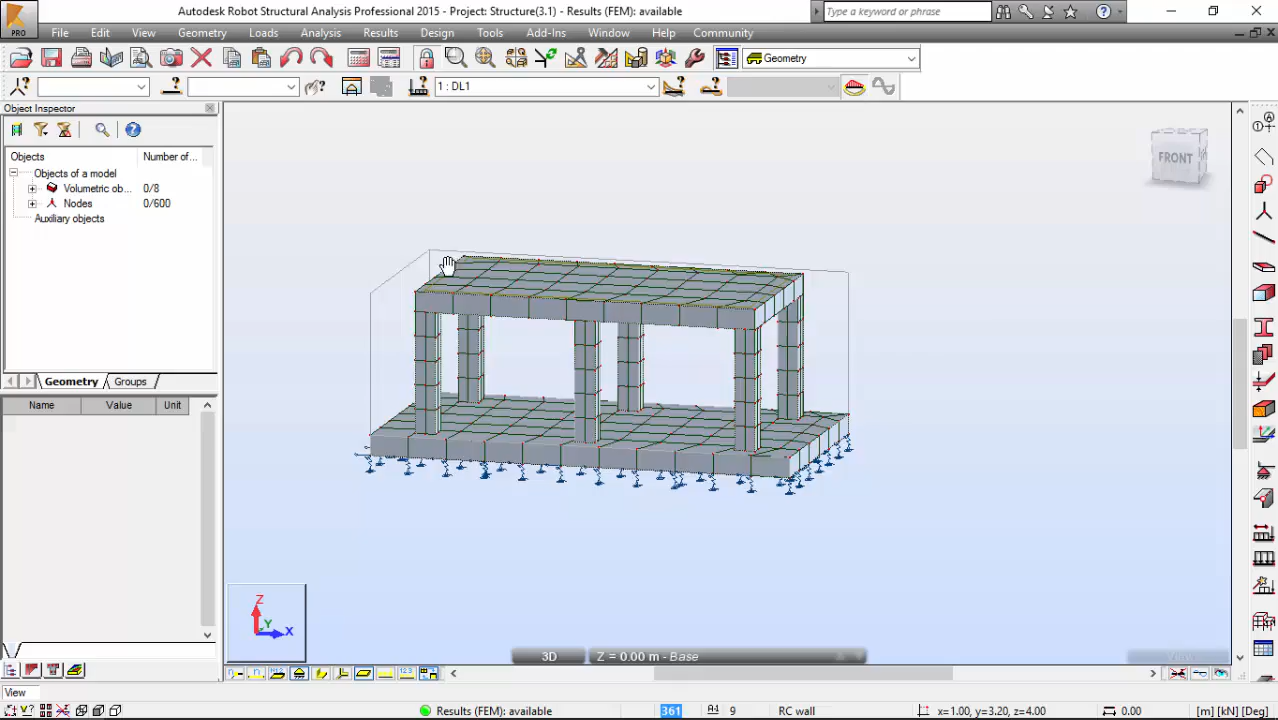 Autodesk Robot Structural Analysis Professional 2015 - Project: Structure(3.1) - Results (FEM): available
Type a keyword or phrase
PRO
File Edit View Geometry Loads Analysis Results Design Tools Add-Ins Window Help Community
Geometry
1 : DL1
Object Inspector
Objects Number of...
Objects of a model
Volumetric ob... 0/8
Nodes 0/600
Auxiliary objects
Geometry Groups
Name Value Unit
FRONT
Z
Y
X
3D Z = 0.00 m - Base
View
Results (FEM): available 361 9 RC wall x=1.00, y=3.20, z=4.00 0.00 [m] [kN] [Deg]